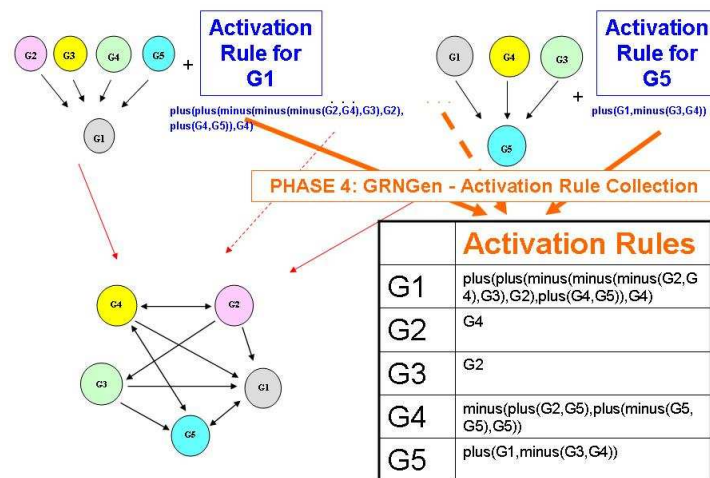 G2
G3
G4
G5
+
Activation
Rule for
G1
plus(plus(minus(minus(minus(G2,G4),G3),G2),
plus(G4,G5)),G4)
G1
. . .
. . .
G1
G4
G3
+
Activation
Rule for
G5
plus(G1,minus(G3,G4))
G5
PHASE 4: GRNGen - Activation Rule Collection
G4
G2
G3
G1
G5
Activation Rules
G1
plus(plus(minus(minus(minus(G2,G
4),G3),G2),plus(G4,G5)),G4)
G2
G4
G3
G2
G4
minus(plus(G2,G5),plus(minus(G5,
G5),G5))
G5
plus(G1,minus(G3,G4))